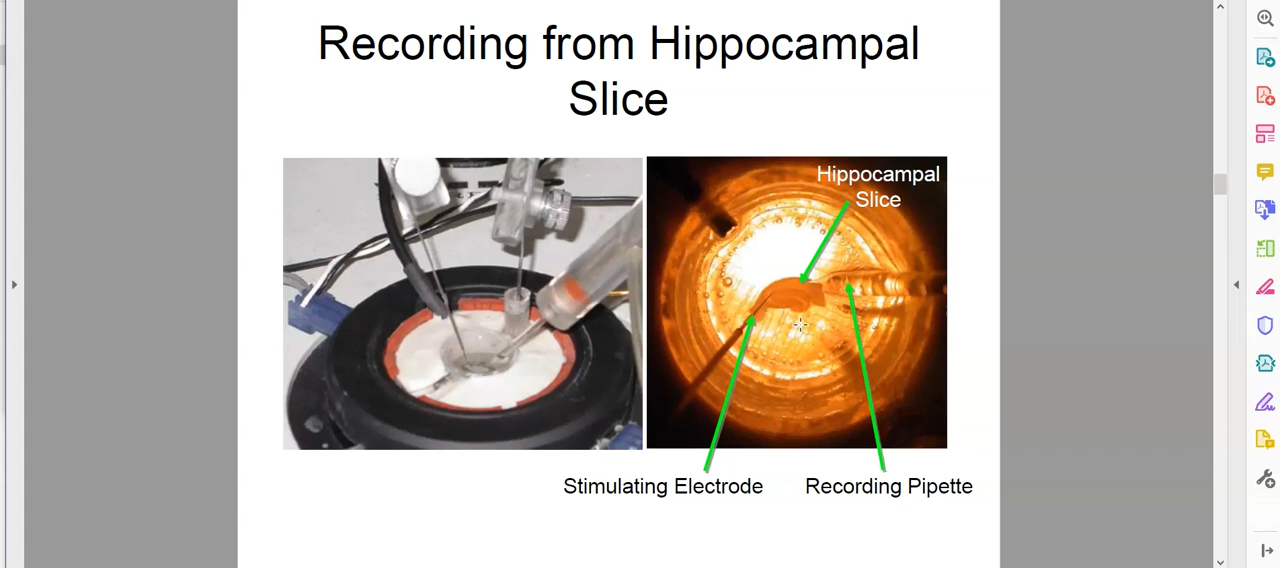 Recording from Hippocampal
Slice
Hippocampal
Slice
Stimulating Electrode
Recording Pipette